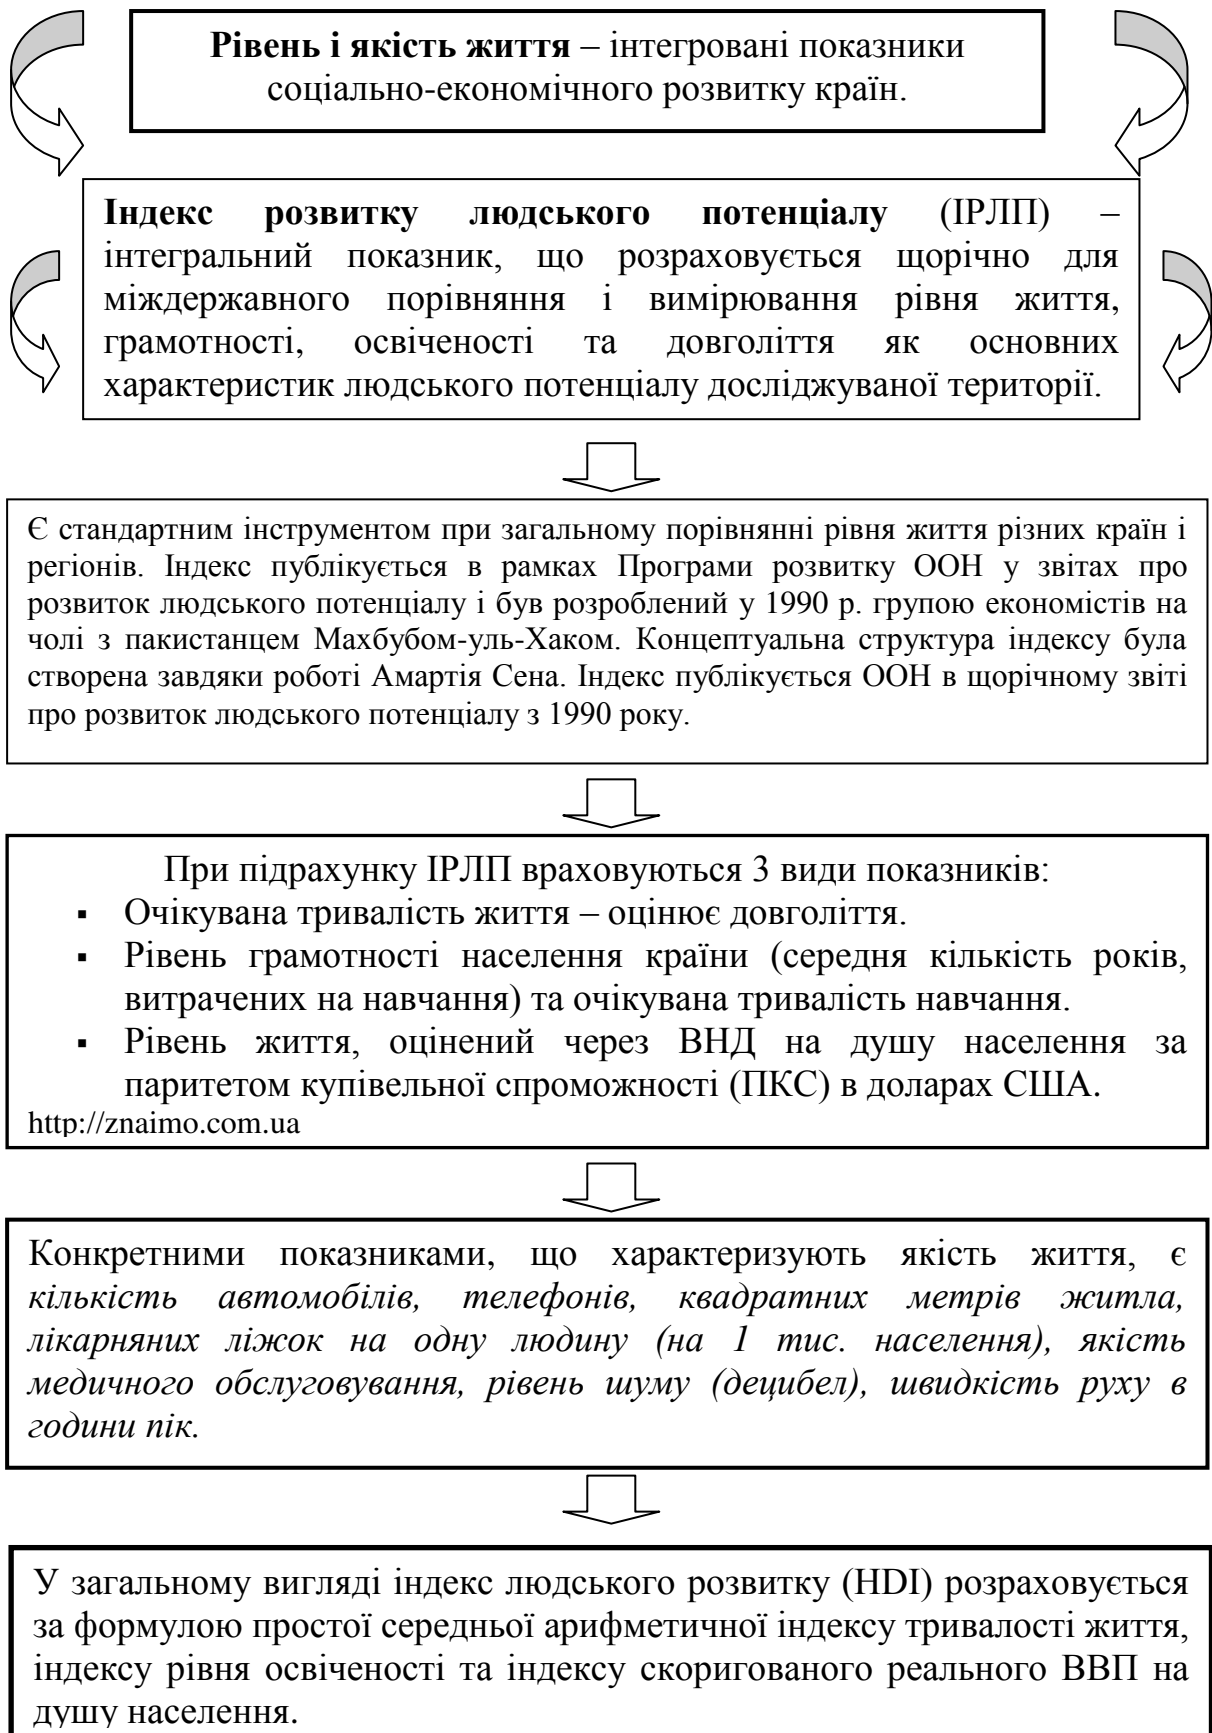 Рівень і якість життя – інтегровані показники
соціально-економічного розвитку країн.
Індекс розвитку людського потенціалу (ІРЛП) –
інтегральний показник, що розраховується щорічно для
міждержавного порівняння і вимірювання рівня життя,
грамотності, освіченості та довголіття як основних
характеристик людського потенціалу досліджуваної території.
Є стандартним інструментом при загальному порівнянні рівня життя різних країн і
регіонів. Індекс публікується в рамках Програми розвитку ООН у звітах про
розвиток людського потенціалу і був розроблений у 1990 р. групою економістів на
чолі з пакистанцем Махбубом-уль-Хаком. Концептуальна структура індексу була
створена завдяки роботі Амартія Сена. Індекс публікується ООН в щорічному звіті
про розвиток людського потенціалу з 1990 року.
При підрахунку ІРЛП враховуються 3 види показників:
▪ Очікувана тривалість життя – оцінює довголіття.
▪ Рівень грамотності населення країни (середня кількість років,
витрачених на навчання) та очікувана тривалість навчання.
▪ Рівень життя, оцінений через ВНД на душу населення за
паритетом купівельної спроможності (ПКС) в доларах США.
http://znaimo.com.ua
Конкретними показниками, що характеризують якість життя, є
кількість автомобілів, телефонів, квадратних метрів житла,
лікарняних ліжок на одну людину (на 1 тис. населення), якість
медичного обслуговування, рівень шуму (децибел), швидкість руху в
години пік.
У загальному вигляді індекс людського розвитку (HDI) розраховується
за формулою простої середньої арифметичної індексу тривалості життя,
індексу рівня освіченості та індексу скоригованого реального ВВП на
душу населення.